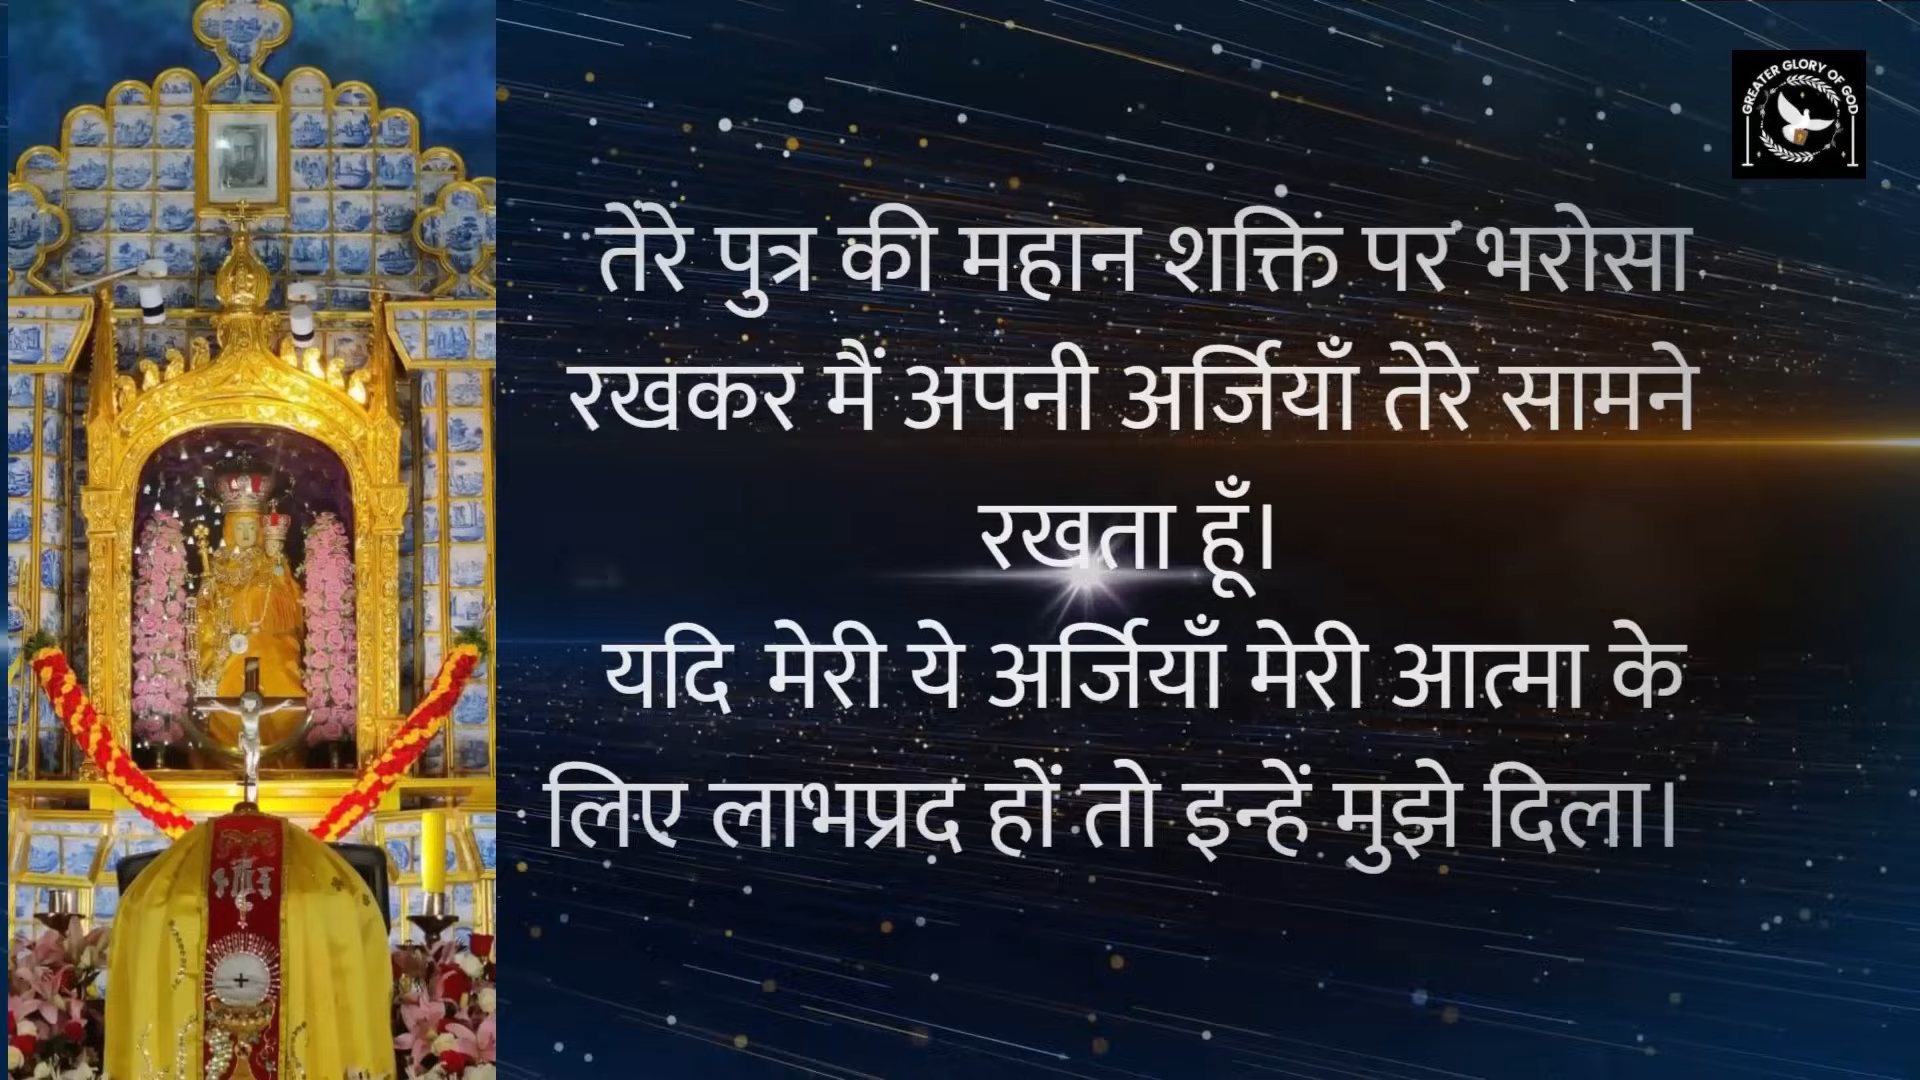 तेरे पुत्र की महान शक्ति पर भरोसा
रखकर मैं अपनी अर्जियाँ तेरे सामने
रखता हूँ।
यदि मेरी ये अर्जियाँ मेरी आत्मा के
लिए लाभप्रद हों तो इन्हें मुझे दिला।
GREATER GLORY OF GOD